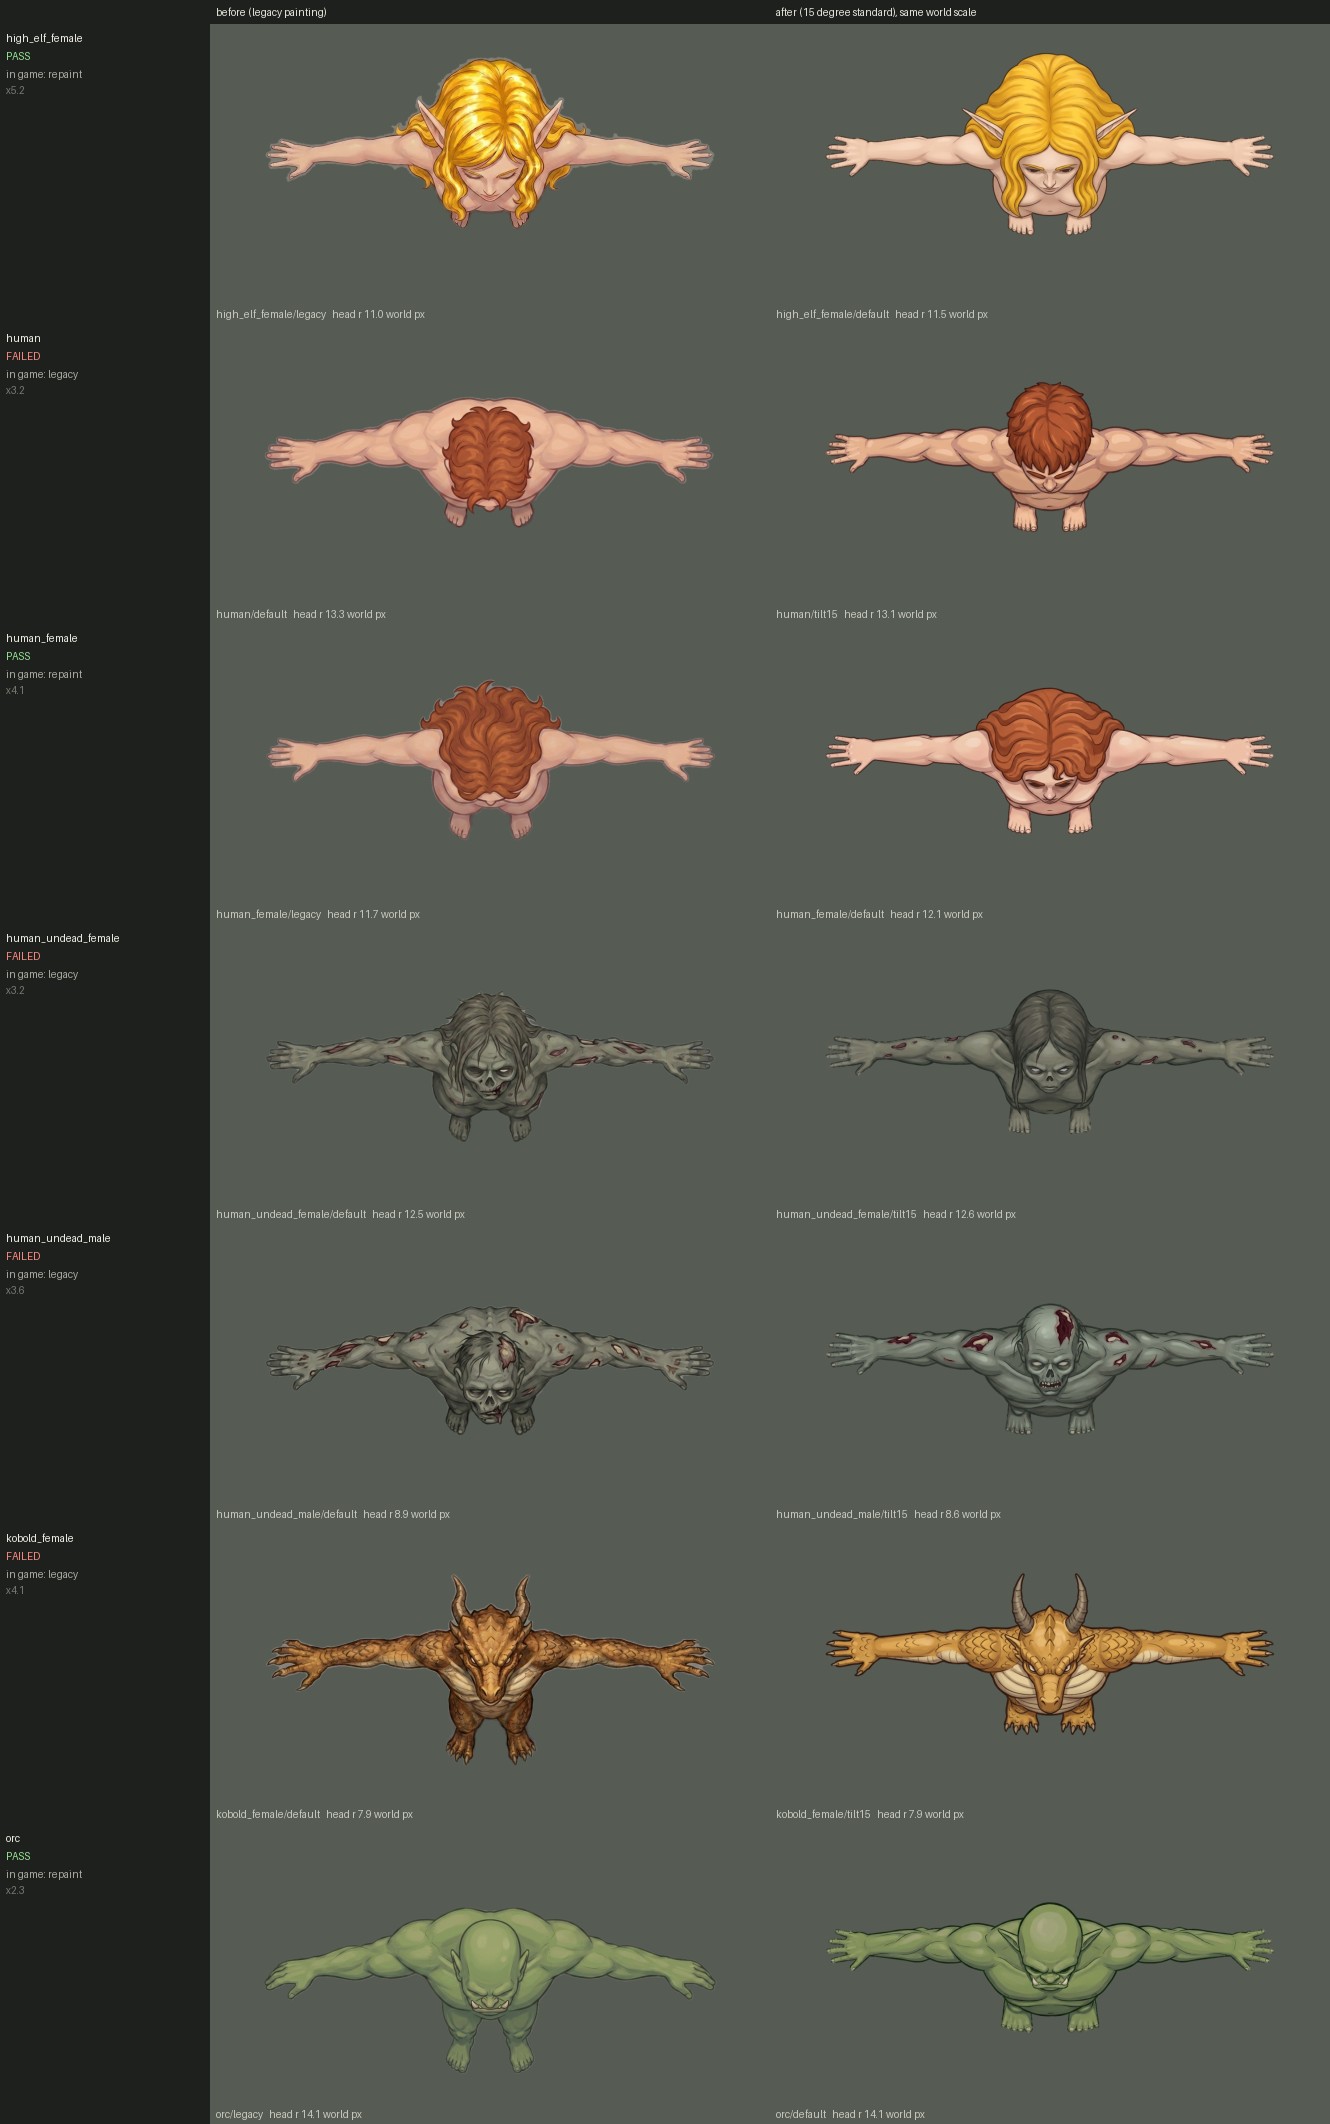 before (legacy painting)
after (15 degree standard), same world scale
high_elf_female
PASS
in game: repaint
x5.2
high_elf_female/legacy head r 11.0 world px
high_elf_female/default head r 11.5 world px
human
FAILED
in game: legacy
x3.2
human/default head r 13.3 world px
human/tilt15 head r 13.1 world px
human_female
PASS
in game: repaint
x4.1
human_female/legacy head r 11.7 world px
human_female/default head r 12.1 world px
human_undead_female
FAILED
in game: legacy
x3.2
human_undead_female/default head r 12.5 world px
human_undead_female/tilt15 head r 12.6 world px
human_undead_male
FAILED
in game: legacy
x3.6
human_undead_male/default head r 8.9 world px
human_undead_male/tilt15 head r 8.6 world px
kobold_female
FAILED
in game: legacy
x4.1
kobold_female/default head r 7.9 world px
kobold_female/tilt15 head r 7.9 world px
orc
PASS
in game: repaint
x2.3
orc/legacy head r 14.1 world px
orc/default head r 14.1 world px